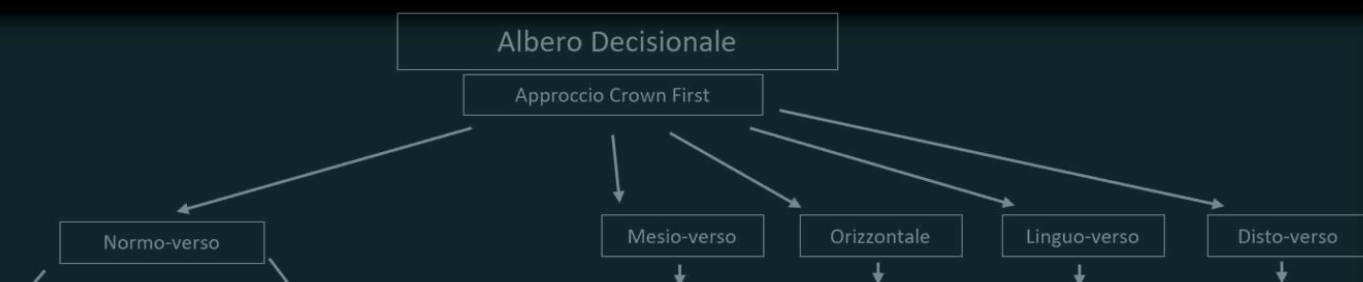 Albero Decisionale
Approccio Crown First
Normo-verso
Mesio-verso
Orizzontale
Linguo-verso
Disto-verso